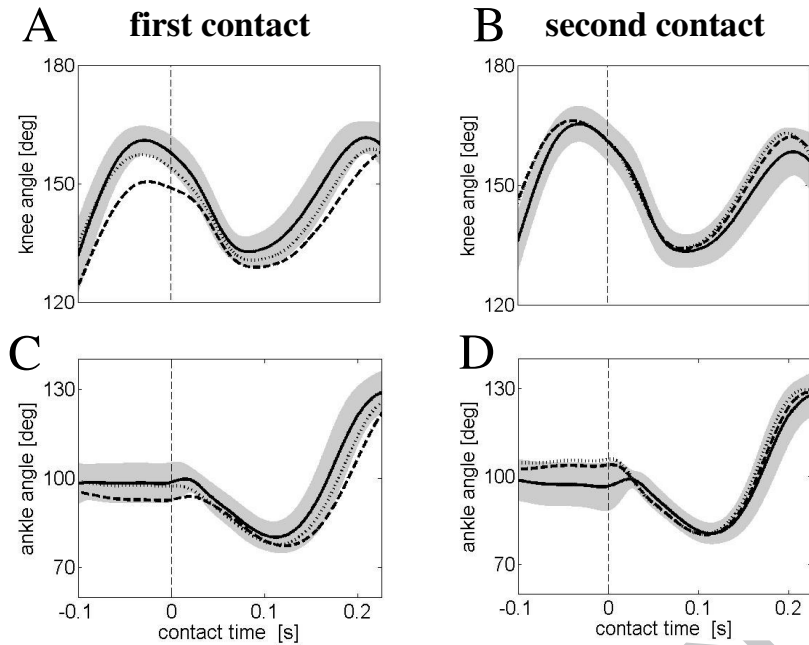 A first contact
B second contact
180
150
120
knee angle [deg]
180
150
120
knee angle [deg]
C
130
100
70
ankle angle [deg]
-0.1 0 0.1 0.2
contact time [s]
D
130
100
70
ankle angle [deg]
-0.1 0 0.1 0.2
contact time [s]